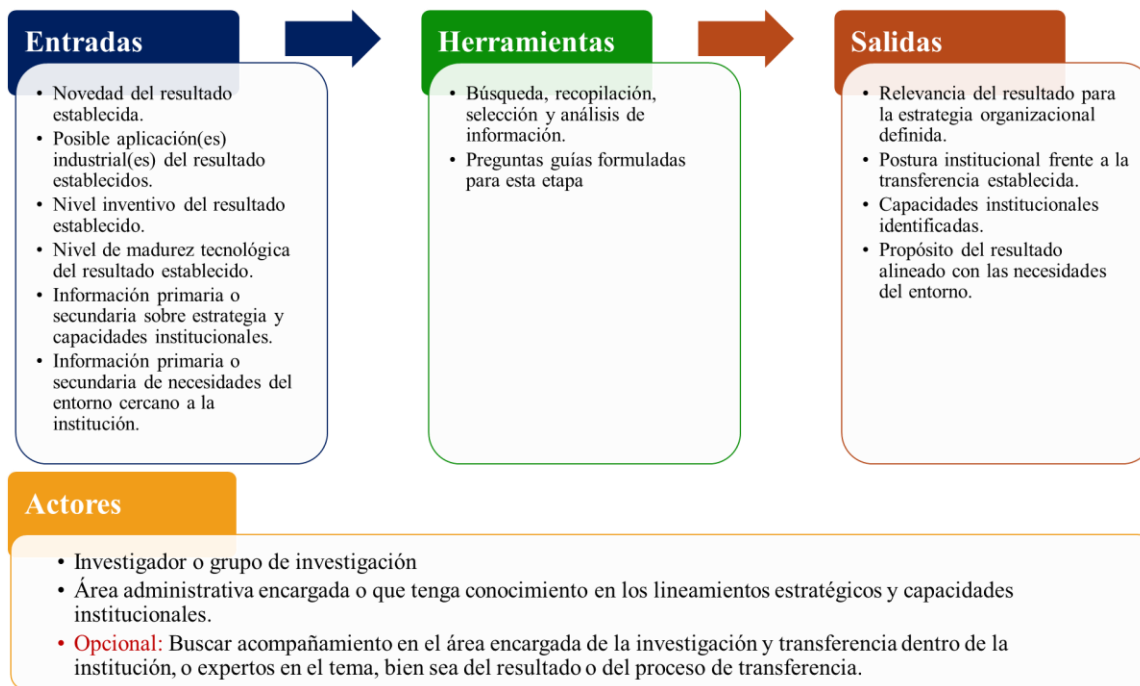 Entradas
• Novedad del resultado
establecida.
• Posible aplicación(es)
industrial(es) del resultado
establecidos.
• Nivel inventivo del resultado
establecido.
• Nivel de madurez tecnológica
del resultado establecido.
• Información primaria o
secundaria sobre estrategia y
capacidades institucionales.
• Información primaria o
secundaria de necesidades del
entorno cercano a la
institución.
Herramientas
• Búsqueda, recopilación,
selección y análisis de
información.
• Preguntas guías formuladas
para esta etapa
Salidas
• Relevancia del resultado para
la estrategia organizacional
definida.
• Postura institucional frente a la
transferencia establecida.
• Capacidades institucionales
identificadas.
• Propósito del resultado
alineado con las necesidades
del entorno.
Actores
• Investigador o grupo de investigación
• Área administrativa encargada o que tenga conocimiento en los lineamientos estratégicos y capacidades
institucionales.
• Opcional: Buscar acompañamiento en el área encargada de la investigación y transferencia dentro de la
institución, o expertos en el tema, bien sea del resultado o del proceso de transferencia.